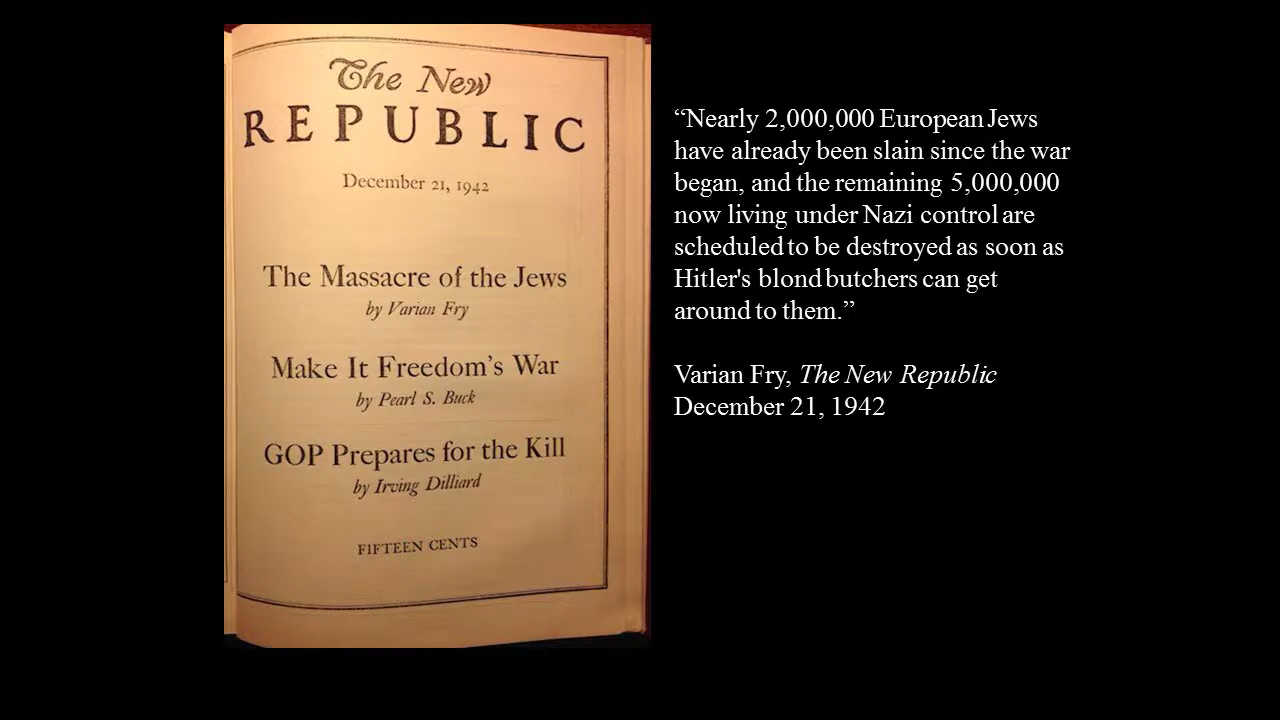 The New
REPUBLIC
December 21, 1942
The Massacre of the Jews
by Varian Fry
Make It Freedom's War
by Pearl S. Buck
GOP Prepares for the Kill
by Irving Dilliard
FIFTEEN CENTS
“Nearly 2,000,000 European Jews
have already been slain since the war
began, and the remaining 5,000,000
now living under Nazi control are
scheduled to be destroyed as soon as
Hitler's blond butchers can get
around to them.”
Varian Fry, The New Republic
December 21, 1942